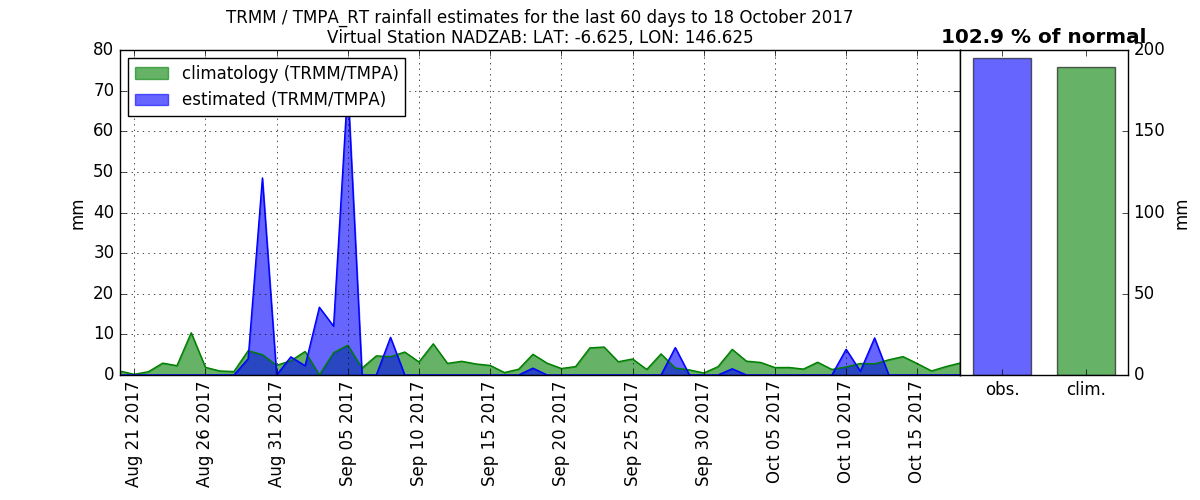 TRMM / TMPA_RT rainfall estimates for the last 60 days to 18 October 2017
Virtual Station NADZAB: LAT: -6.625, LON: 146.625
102.9 % of normal
climatology (TRMM/TMPA)
estimated (TRMM/TMPA)
80
70
60
50
40
30
20
10
0
mm
Aug 21 2017
Aug 26 2017
Aug 31 2017
Sep 05 2017
Sep 10 2017
Sep 15 2017
Sep 20 2017
Sep 25 2017
Sep 30 2017
Oct 05 2017
Oct 10 2017
Oct 15 2017
obs.
clim.
200
150
100
50
0
mm